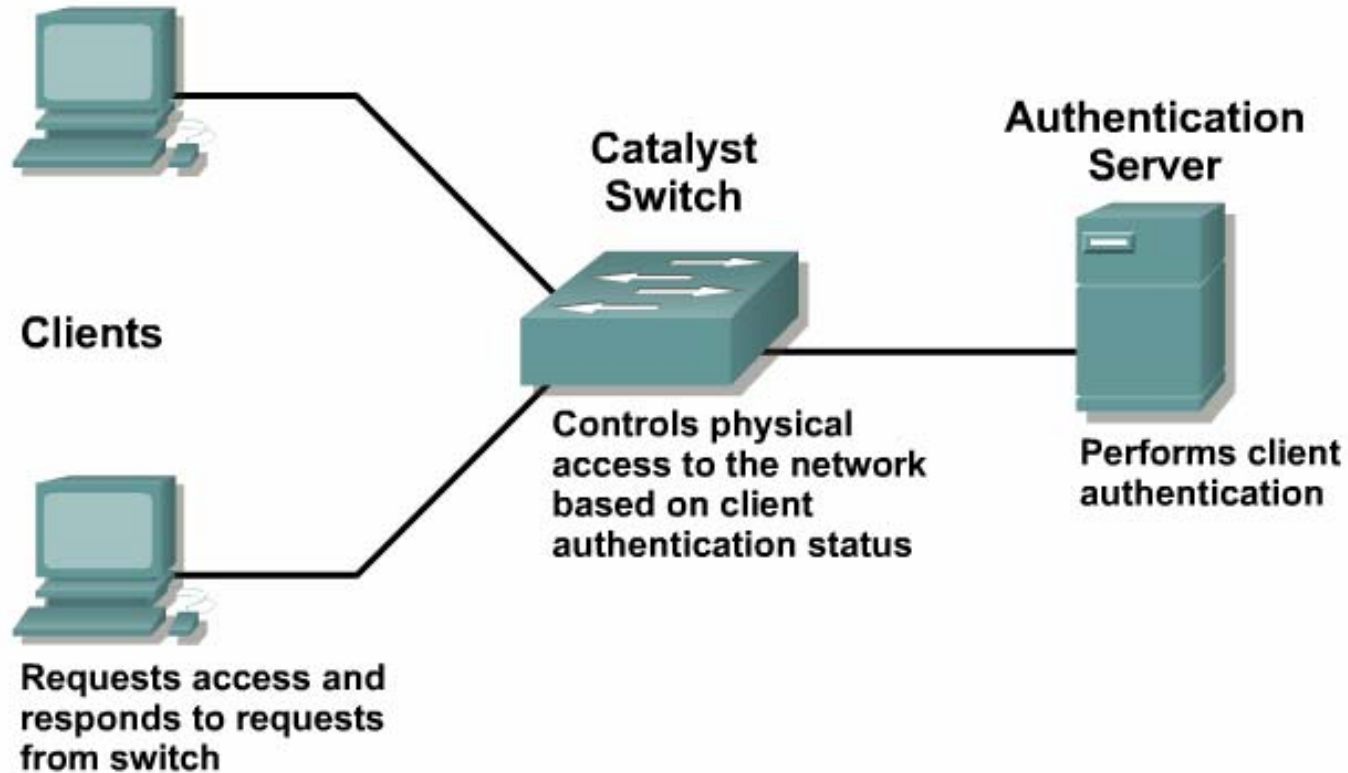 Clients
Requests access and
responds to requests
from switch
Catalyst
Switch
Controls physical
access to the network
based on client
authentication status
Authentication
Server
Performs client
authentication